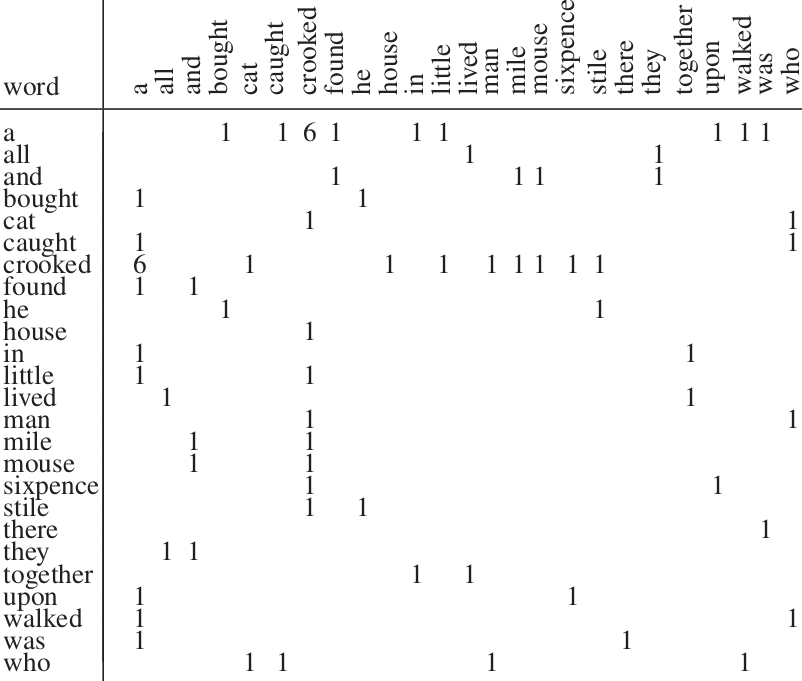 word a all and bought cat caught crooked found he house in little lived man mile mouse sixpence stile there they together upon walked was who
a 1 1 6 1 1 1 1 1 1
all 1 1
and 1 1 1 1
bought 1 1
cat 1 1
caught 1 1
crooked 6 1 1 1 1 1 1 1 1
found 1 1
he 1 1
house 1
in 1 1
little 1 1
lived 1 1
man 1 1
mile 1 1
mouse 1 1
sixpence 1 1
stile 1 1
there 1
they 1 1
together 1 1
upon 1 1
walked 1 1
was 1 1
who 1 1 1 1